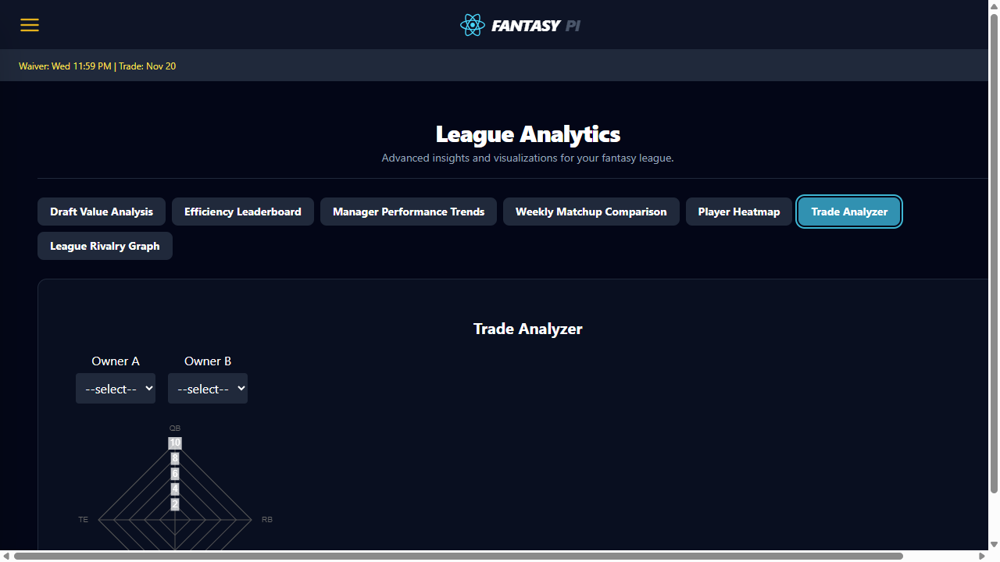 FANTASY PI
Waiver: Wed 11:59 PM | Trade: Nov 20
League Analytics
Advanced insights and visualizations for your fantasy league.
Draft Value Analysis
Efficiency Leaderboard
Manager Performance Trends
Weekly Matchup Comparison
Player Heatmap
Trade Analyzer
League Rivalry Graph
Trade Analyzer
Owner A
Owner B
--select--
--select--
QB
10
8
6
4
2
TE
RB